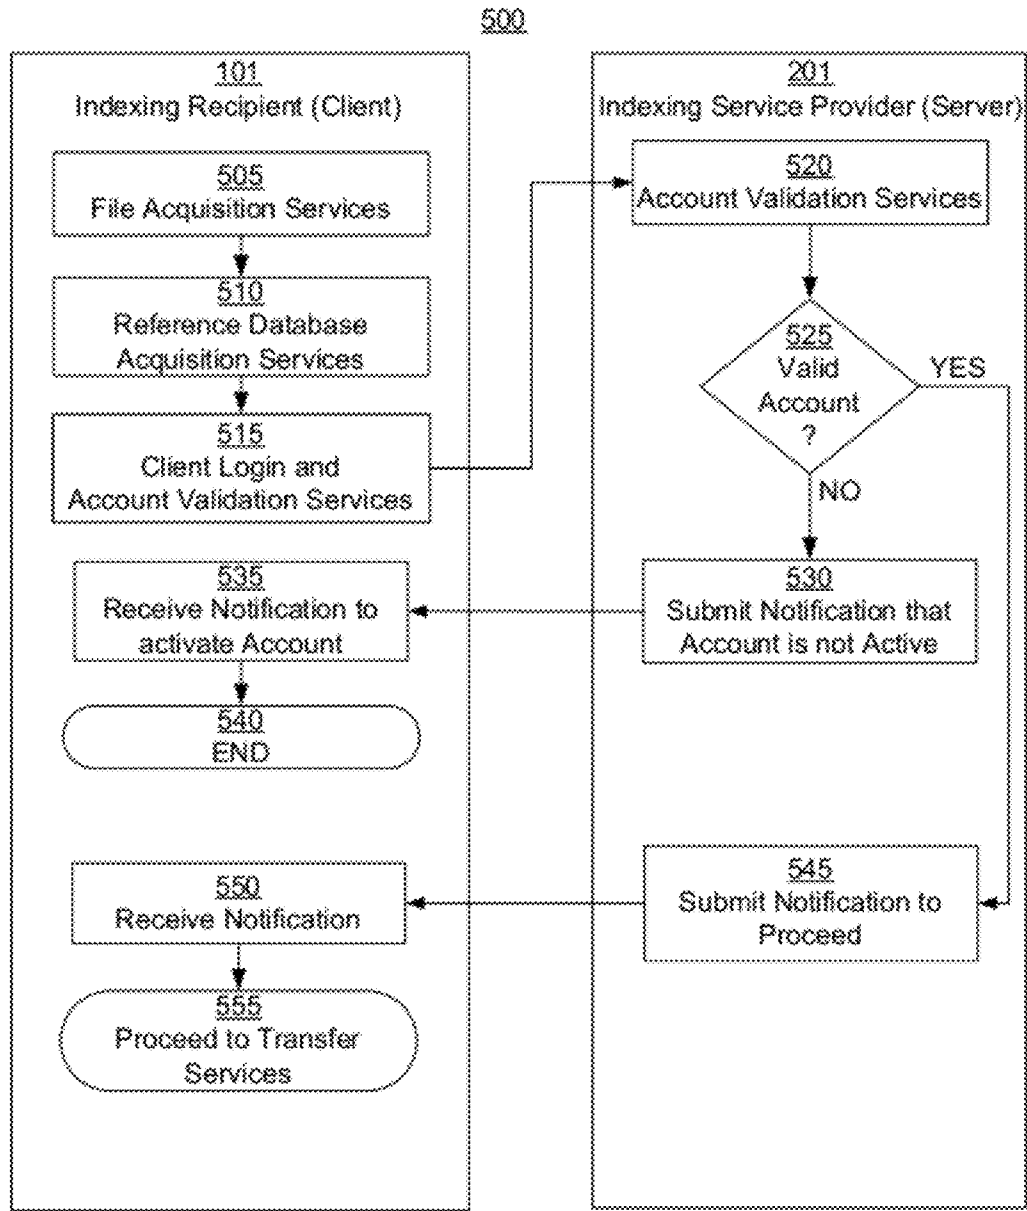 500
101
Indexing Recipient (Client)
505
File Acquisition Services
510
Reference Database
Acquisition Services
515
Client Login and
Account Validation Services
535
Receive Notification to
activate Account
540
END
550
Receive Notification
555
Proceed to Transfer
Services
201
Indexing Service Provider (Server)
520
Account Validation Services
525
Valid
Account
?
YES
NO
530
Submit Notification that
Account is not Active
545
Submit Notification to
Proceed